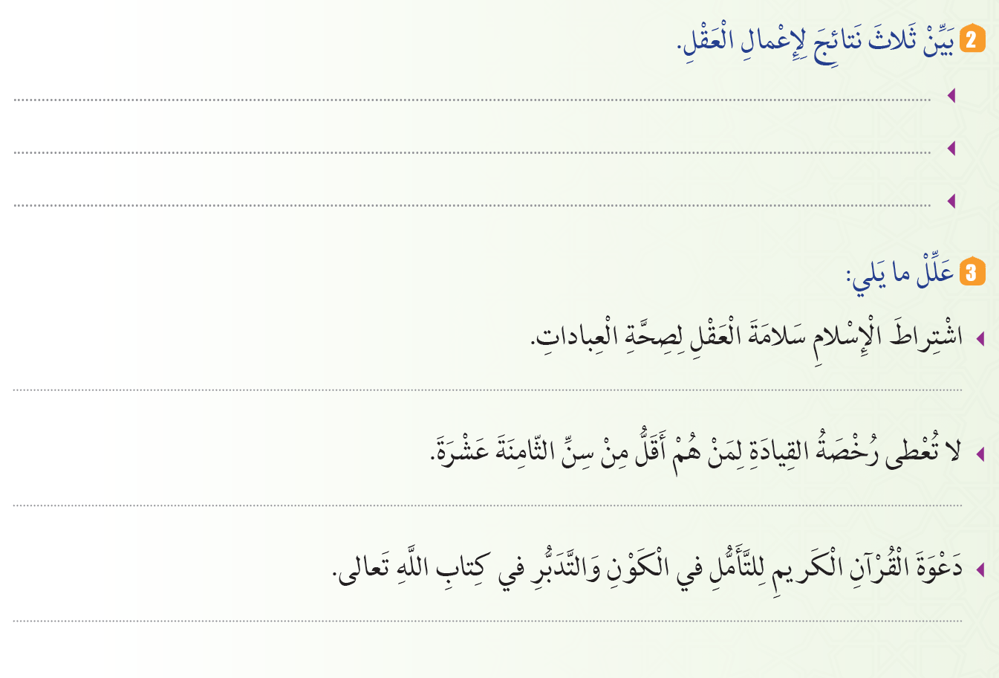 2 بَيِّنْ ثَلاثَ نَتائِجَ لِإِعْمالِ الْعَقْلِ.
3 عَلِّلْ ما يَلي:
اشْتِراطَ الْإِسْلامِ سَلامَةَ الْعَقْلِ لِصِحَّةِ الْعِباداتِ.
لا تُعْطى رُخْصَةُ القِيادَةِ لِمَنْ هُمْ أَقَلُّ مِنْ سِنِّ الثّامِنَةَ عَشْرَةَ.
دَعْوَةَ الْقُرْآنِ الْكَريمِ لِلتَّأَمُّلِ في الْكَوْنِ وَالتَّدَبُّرِ في كِتابِ اللَّهِ تَعالى.